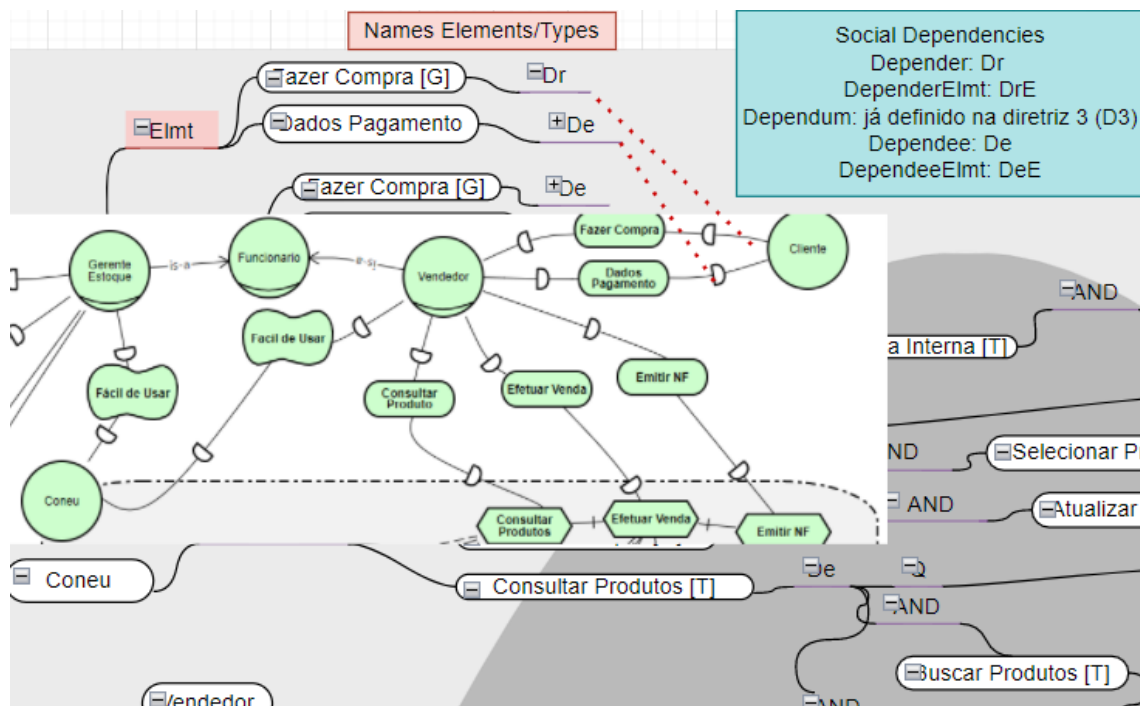 Names Elements/Types
Social Dependencies
Depender: Dr
DependerElmt: DrE
Dependum: já definido na diretriz 3 (D3)
Dependee: De
DependeeElmt: DeE
Fazer Compra [G]
Dr
Elmt
Dados Pagamento
De
Fazer Compra [G]
De
Gerente
Estoque
is-a
Funcionario
is-a
Vendedor
Fazer Compra
Dados
Pagamento
Cliente
Facil de Usar
Fácil de Usar
Consultar
Produto
Efetuar Venda
Emitir NF
Coneu
Consultar
Produtos
Efetuar Venda
Emitir NF
AND
a Interna [T]
ND
Selecionar P
AND
Atualizar
Coneu
Consultar Produtos [T]
De
Q
AND
Buscar Produtos [T]
Vendedor
AND